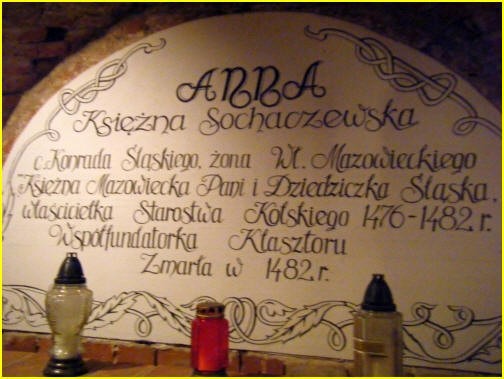 ANNA
Księżna Sochaczewska
c. Konrada Śląskiego, żona Wł. Mazowieckiego
Księżna Mazowiecka Pani i Dziedziczka Śląska,
właścicielka Starostwa Kolskiego 1476-1482 r.
Współfundatorka Klasztoru
Zmarła w 1482 r.